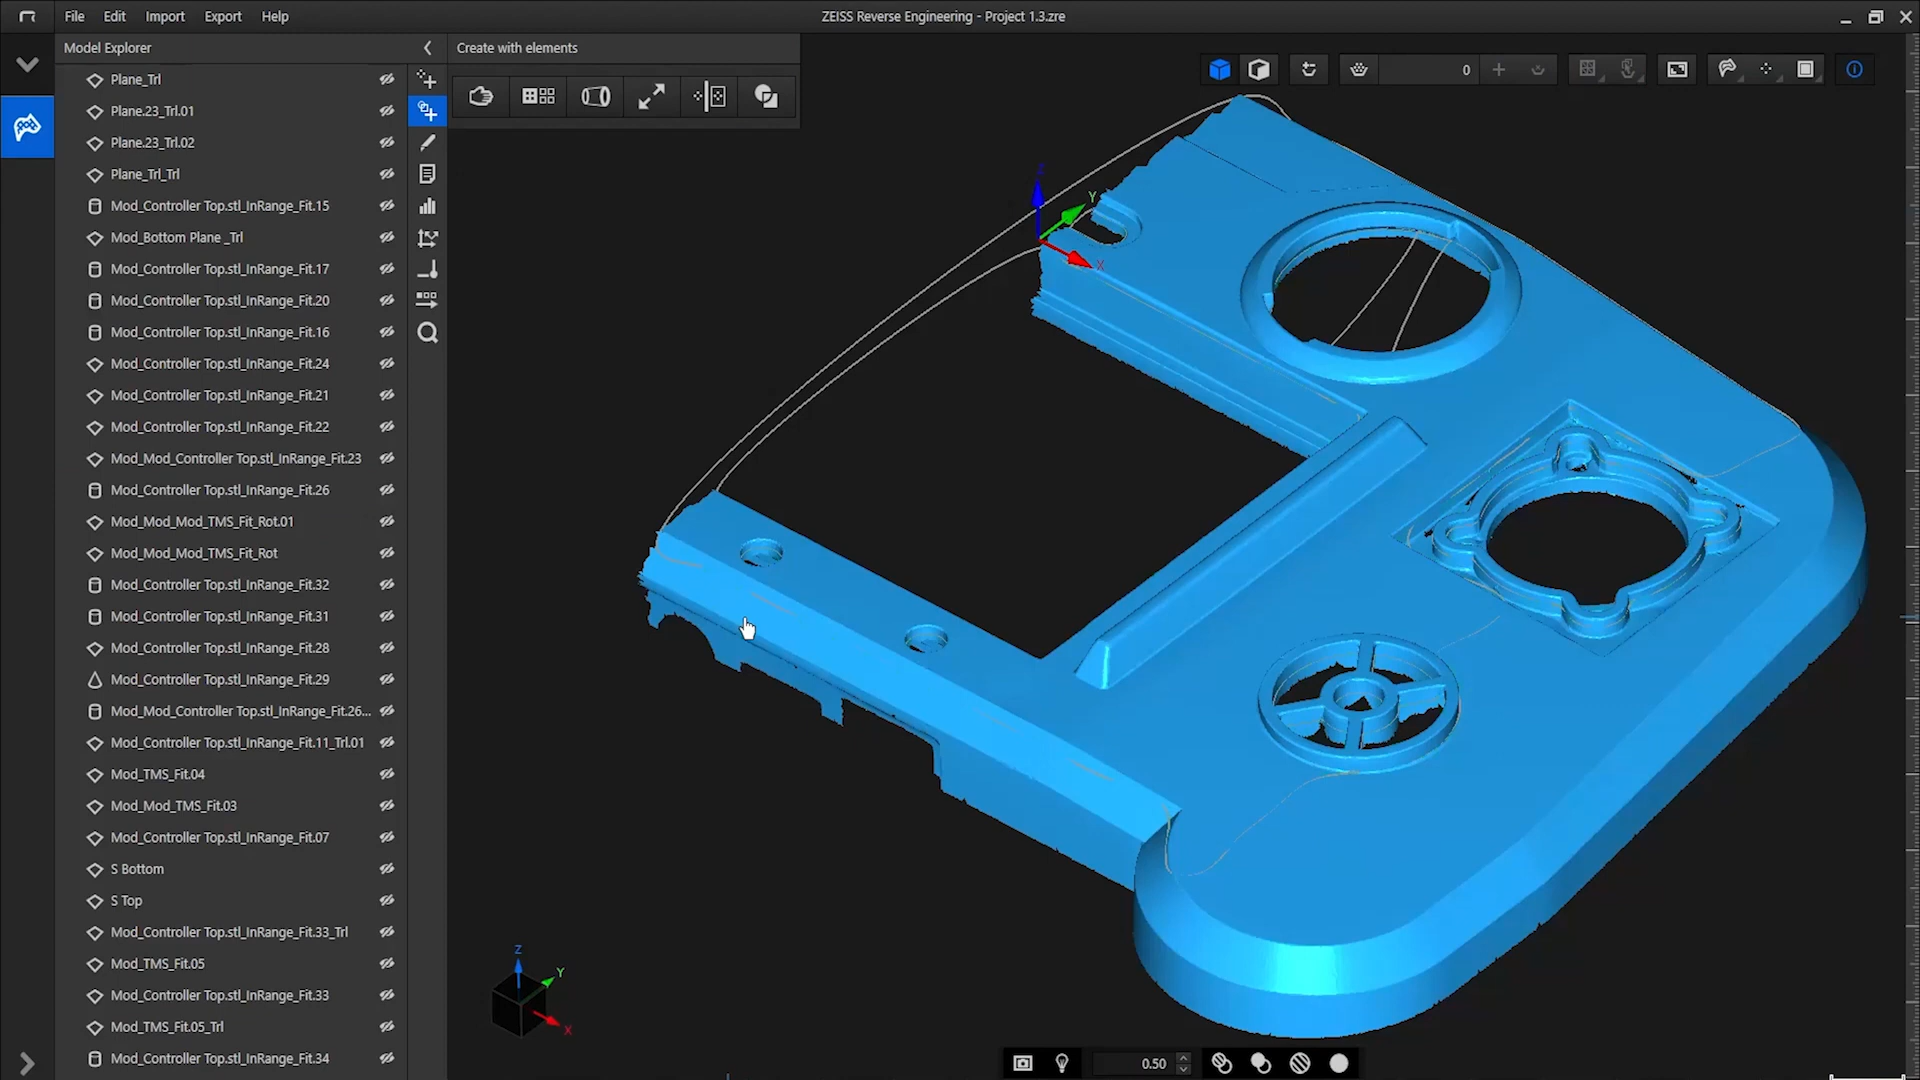 File Edit Import Export Help
ZEISS Reverse Engineering - Project 1.3.zre
Model Explorer
Create with elements
0
Plane_Trl
Plane.23_Trl.01
Plane.23_Trl.02
Plane_Trl_Trl
Mod_Controller Top.stl_InRange_Fit.15
Mod_Bottom Plane _Trl
Mod_Controller Top.stl_InRange_Fit.17
Mod_Controller Top.stl_InRange_Fit.20
Mod_Controller Top.stl_InRange_Fit.16
Mod_Controller Top.stl_InRange_Fit.24
Mod_Controller Top.stl_InRange_Fit.21
Mod_Controller Top.stl_InRange_Fit.22
Mod_Mod_Controller Top.stl_InRange_Fit.23
Mod_Controller Top.stl_InRange_Fit.26
Mod_Mod_Mod_TMS_Fit_Rot.01
Mod_Mod_Mod_TMS_Fit_Rot
Mod_Controller Top.stl_InRange_Fit.32
Mod_Controller Top.stl_InRange_Fit.31
Mod_Controller Top.stl_InRange_Fit.28
Mod_Controller Top.stl_InRange_Fit.29
Mod_Mod_Controller Top.stl_InRange_Fit.26...
Mod_Controller Top.stl_InRange_Fit.11_Trl.01
Mod_TMS_Fit.04
Mod_Mod_TMS_Fit.03
Mod_Controller Top.stl_InRange_Fit.07
S Bottom
S Top
Mod_Controller Top.stl_InRange_Fit.33_Trl
Mod_TMS_Fit.05
Mod_Controller Top.stl_InRange_Fit.33
Mod_TMS_Fit.05_Trl
Mod_Controller Top.stl_InRange_Fit.34
Z
Y
X
Z
Y
X
0.50